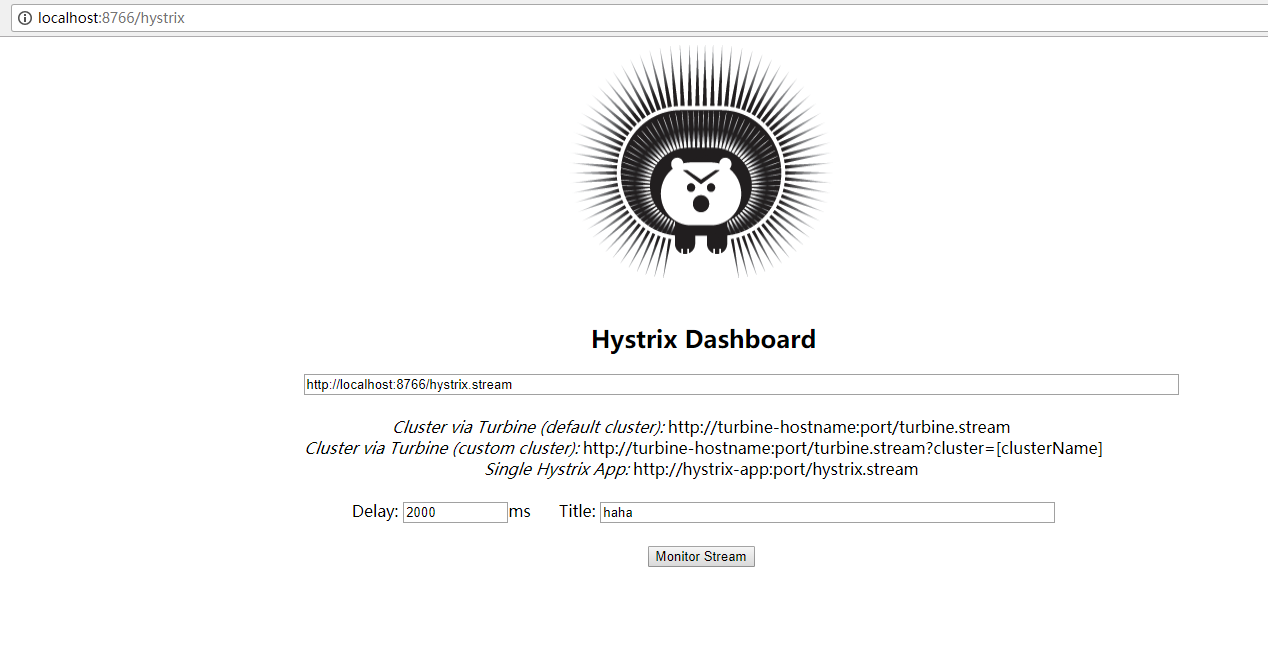 localhost:8766/hystrix
Hystrix Dashboard
http://localhost:8766/hystrix.stream
Cluster via Turbine (default cluster): http://turbine-hostname:port/turbine.stream
Cluster via Turbine (custom cluster): http://turbine-hostname:port/turbine.stream?cluster=[clusterName]
Single Hystrix App: http://hystrix-app:port/hystrix.stream
Delay: 2000 ms Title: haha
Monitor Stream